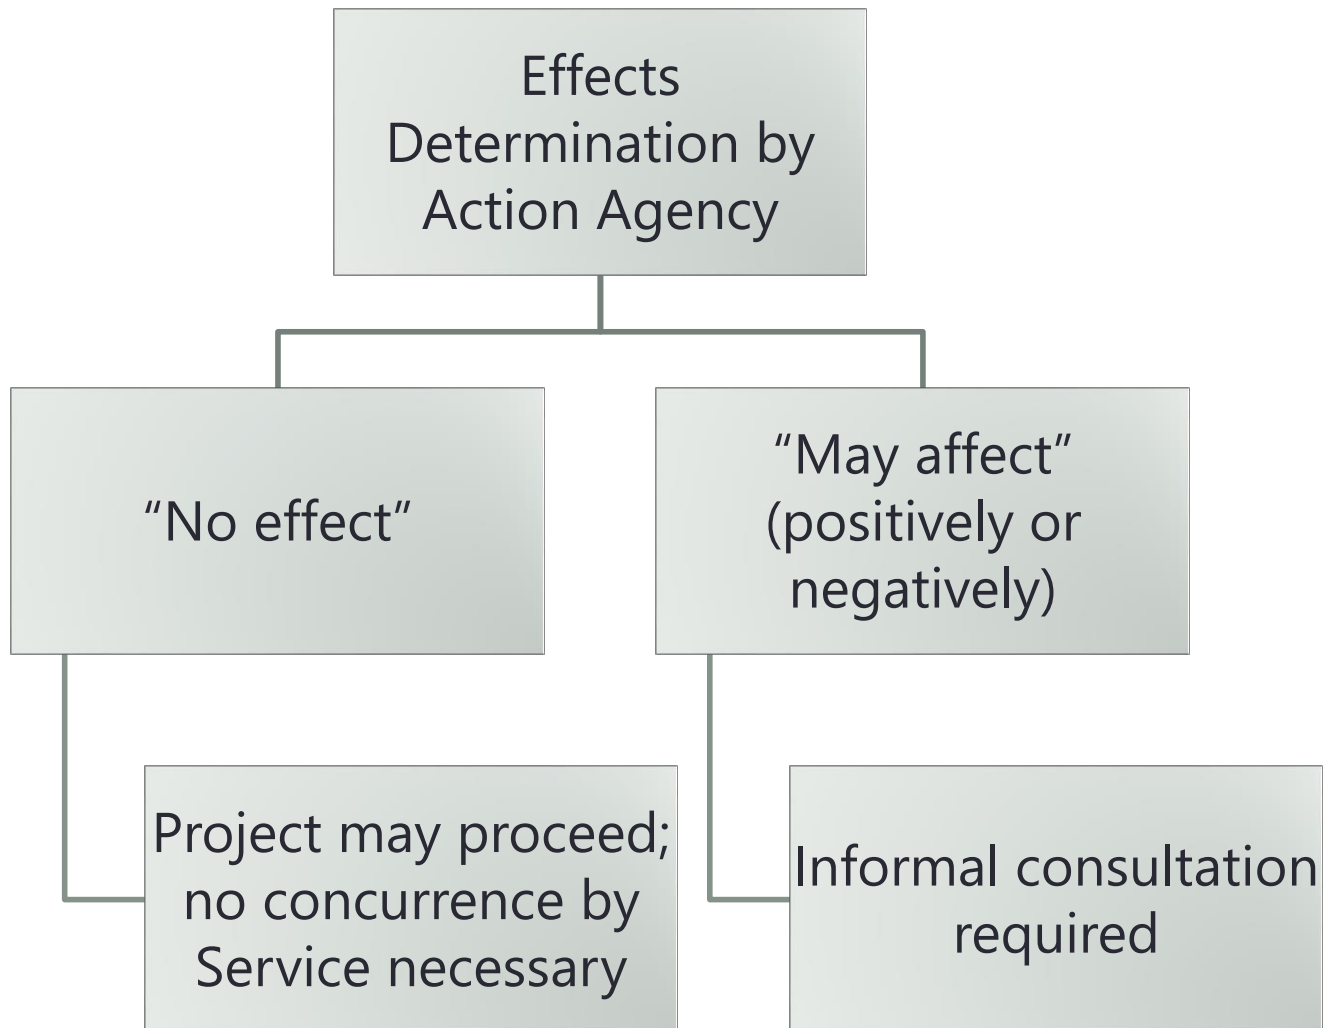 Effects
Determination by
Action Agency
“No effect”
“May affect”
(positively or
negatively)
Project may proceed;
no concurrence by
Service necessary
Informal consultation
required